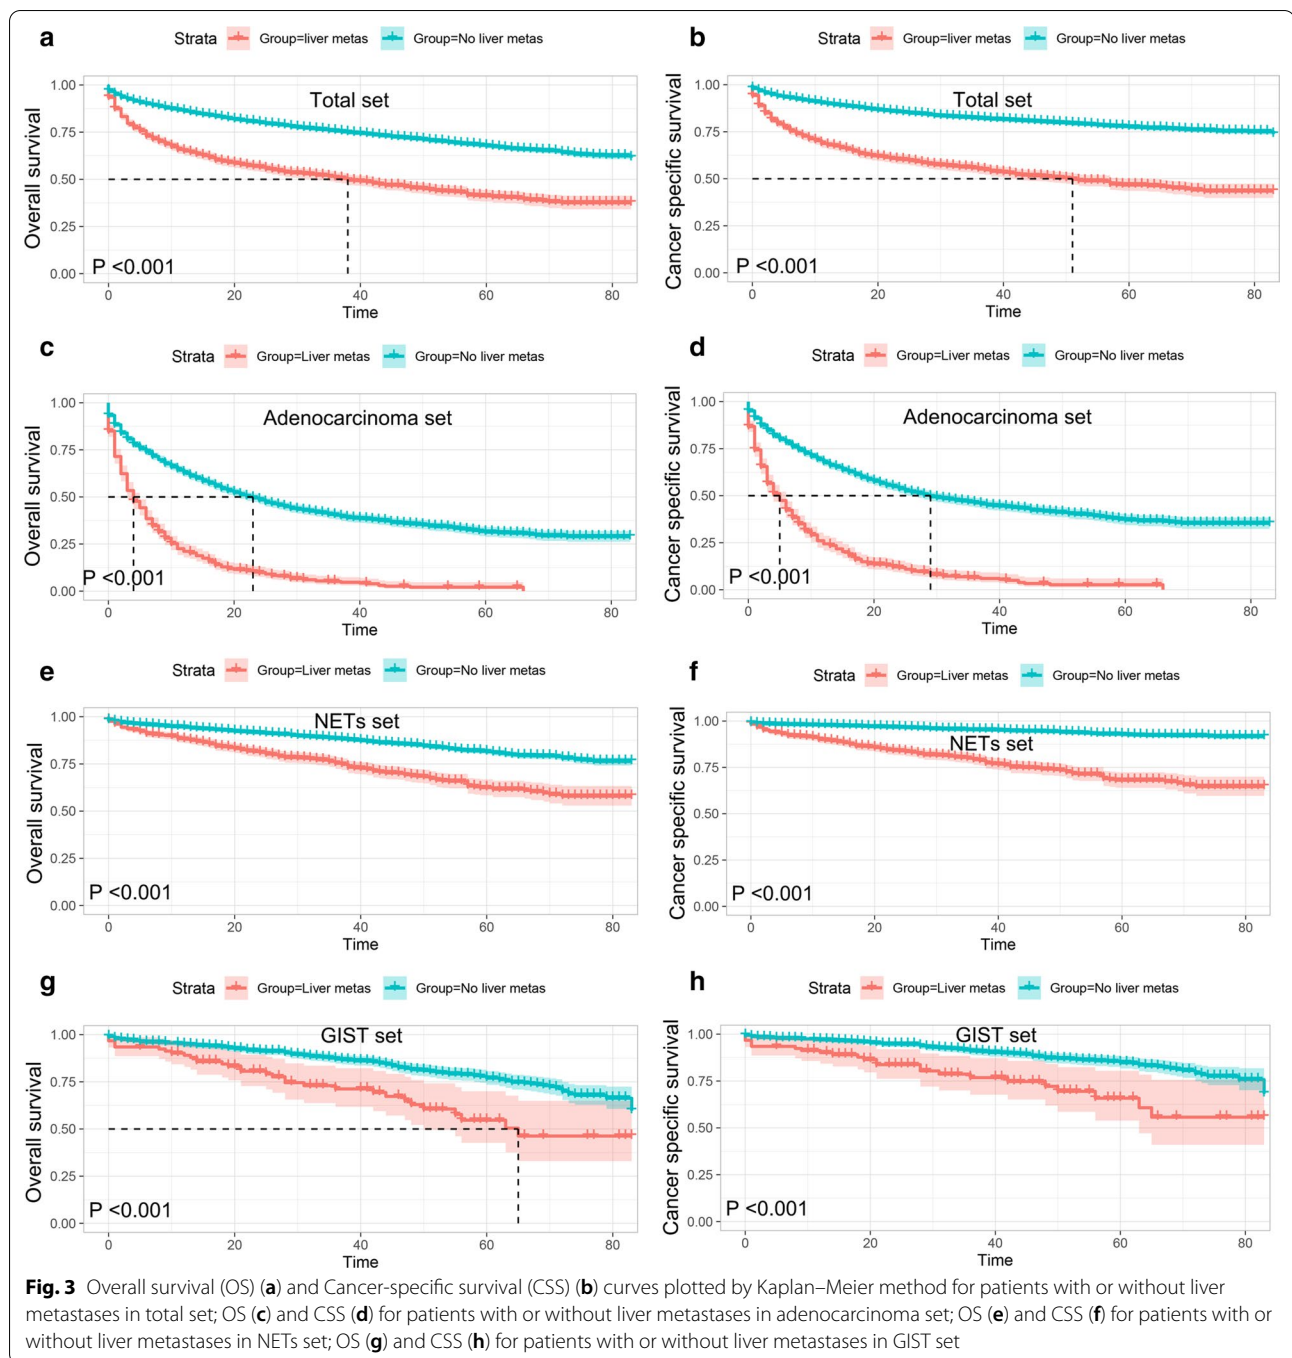 a
Strata Group=liver metas Group=No liver metas
Total set
Overall survival
1.00
0.75
0.50
0.25
0.00
P <0.001
0 20 40 60 80
Time
b
Strata Group=liver metas Group=No liver metas
Total set
Cancer specific survival
1.00
0.75
0.50
0.25
0.00
P <0.001
0 20 40 60 80
Time
c
Strata Group=Liver metas Group=No liver metas
Adenocarcinoma set
Overall survival
1.00
0.75
0.50
0.25
0.00
P <0.001
0 20 40 60 80
Time
d
Strata Group=Liver metas Group=No liver metas
Adenocarcinoma set
Cancer specific survival
1.00
0.75
0.50
0.25
0.00
P <0.001
0 20 40 60 80
Time
e
Strata Group=Liver metas Group=No liver metas
NETs set
Overall survival
1.00
0.75
0.50
0.25
0.00
P <0.001
0 20 40 60 80
Time
f
Strata Group=Liver metas Group=No liver metas
NETs set
Cancer specific survival
1.00
0.75
0.50
0.25
0.00
P <0.001
0 20 40 60 80
Time
g
Strata Group=Liver metas Group=No liver metas
GIST set
Overall survival
1.00
0.75
0.50
0.25
0.00
P <0.001
0 20 40 60 80
Time
h
Strata Group=Liver metas Group=No liver metas
GIST set
Cancer specific survival
1.00
0.75
0.50
0.25
0.00
P <0.001
0 20 40 60 80
Time
Fig. 3 Overall survival (OS) (a) and Cancer-specific survival (CSS) (b) curves plotted by Kaplan–Meier method for patients with or without liver
metastases in total set; OS (c) and CSS (d) for patients with or without liver metastases in adenocarcinoma set; OS (e) and CSS (f) for patients with or
without liver metastases in NETs set; OS (g) and CSS (h) for patients with or without liver metastases in GIST set